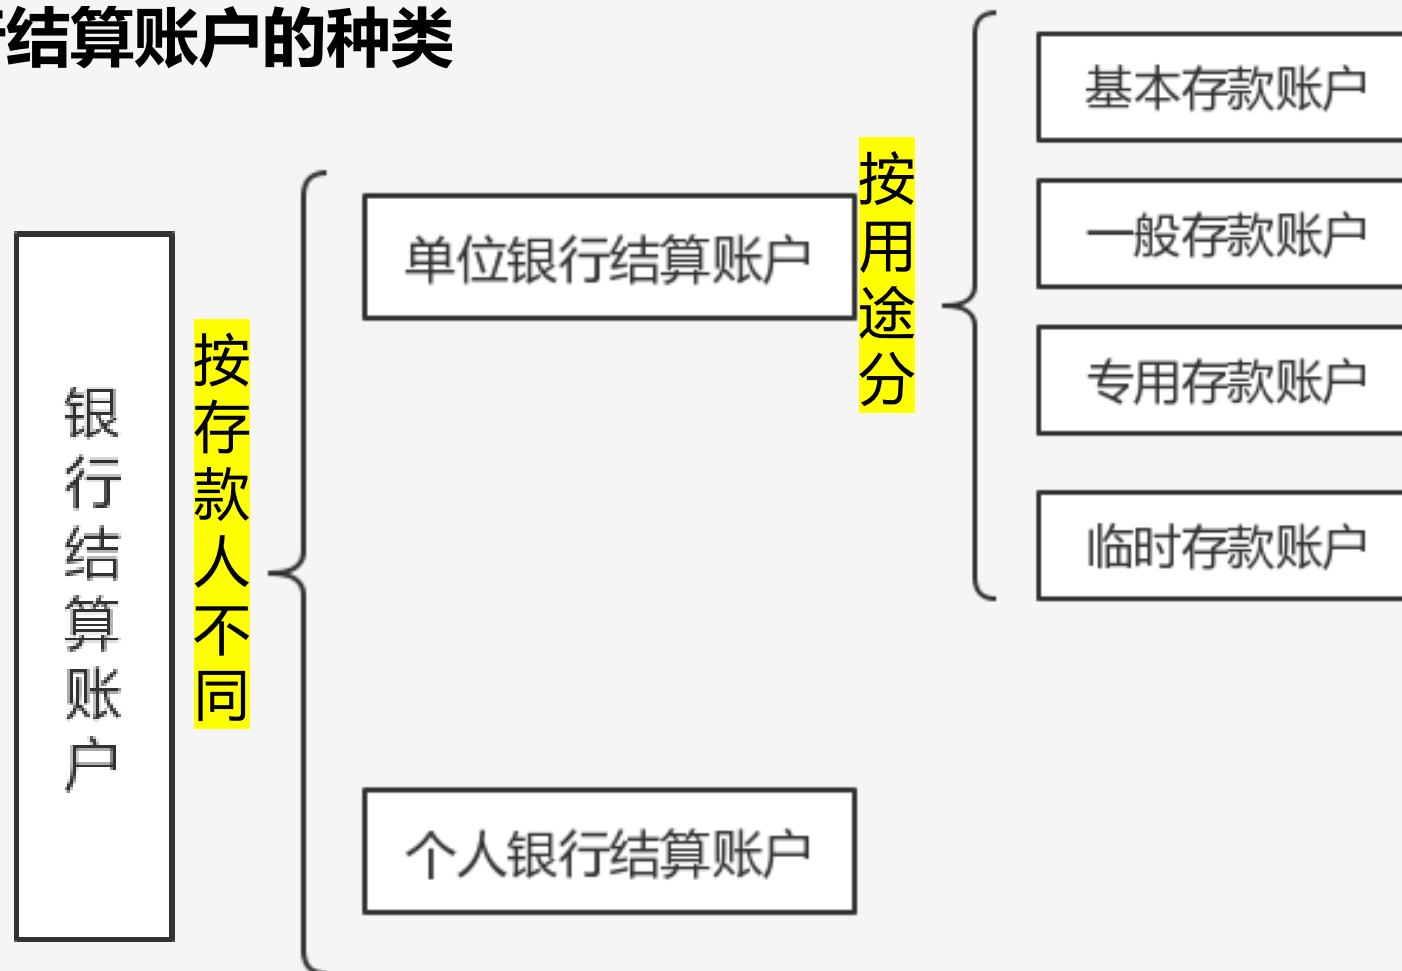 结算账户的种类
银行结算账户
按存款人不同
单位银行结算账户
个人银行结算账户
按用途分
基本存款账户
一般存款账户
专用存款账户
临时存款账户